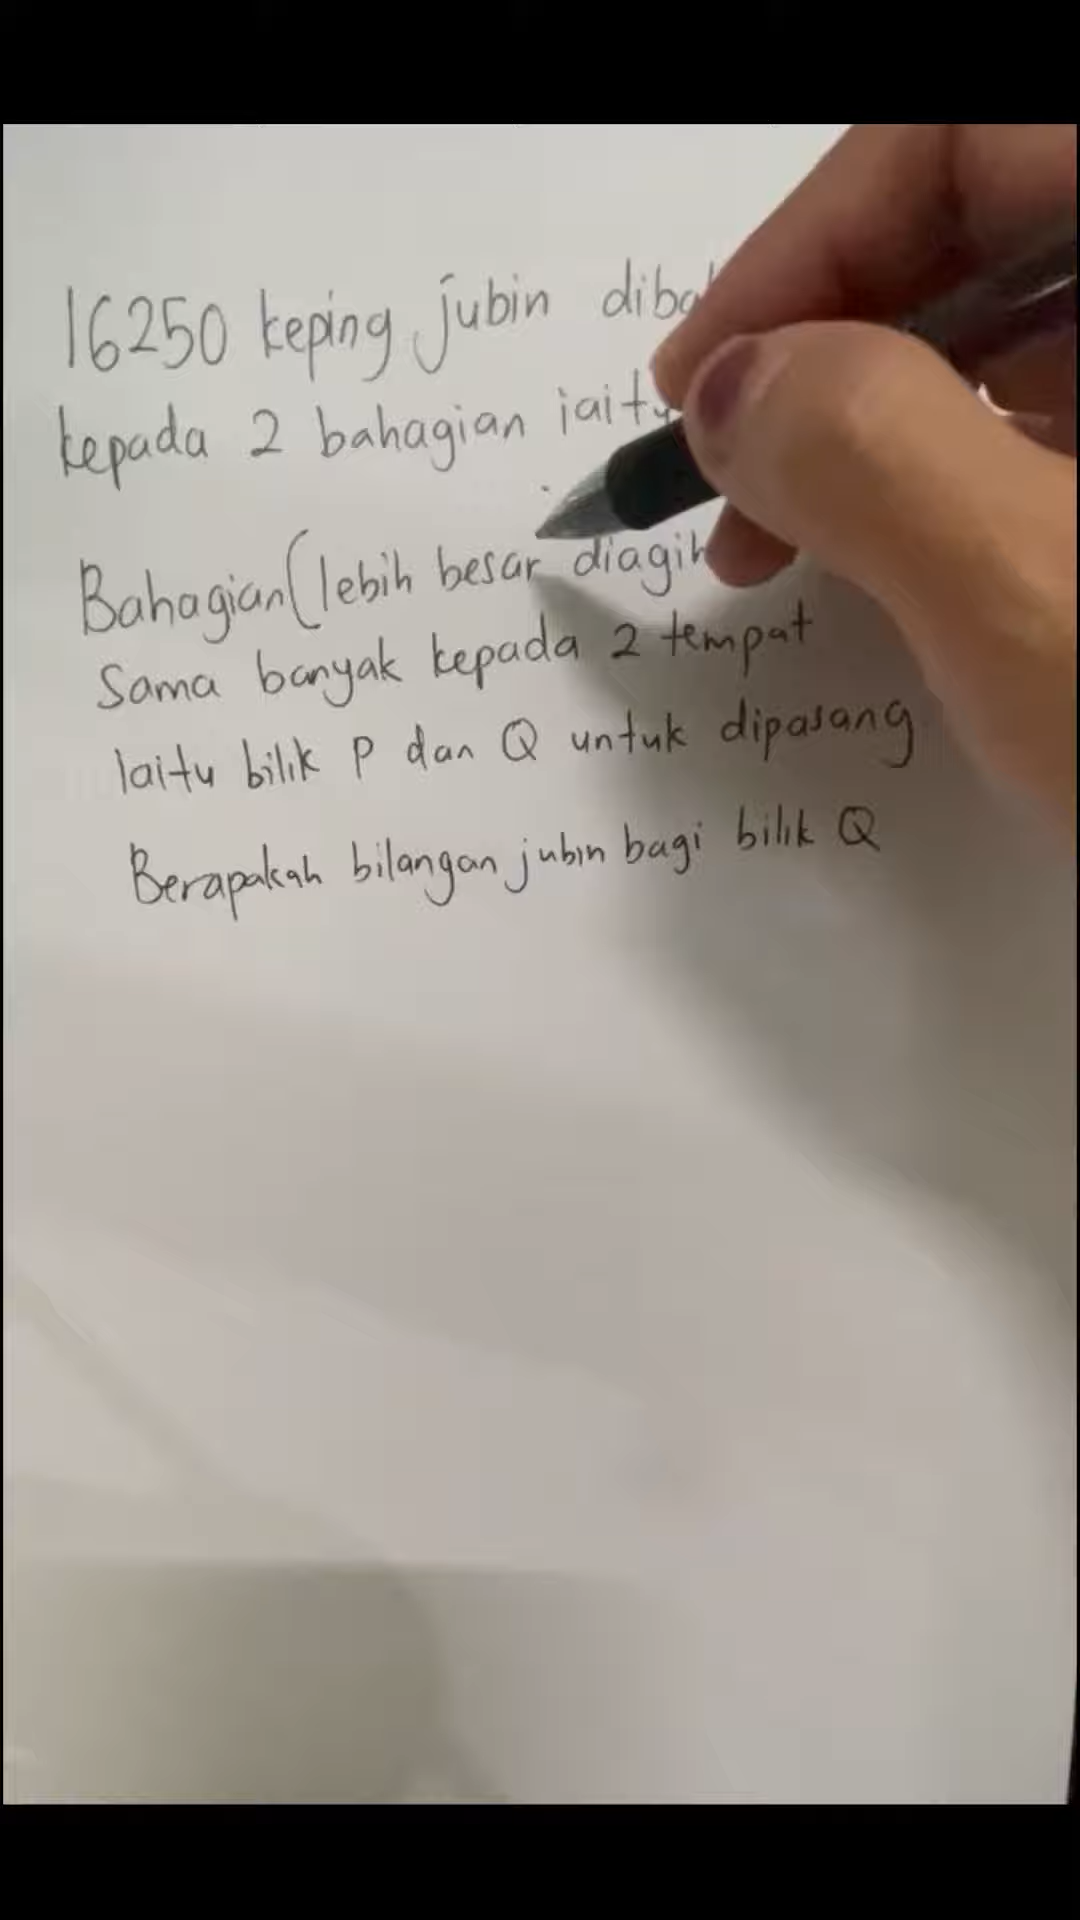 16250 keping jubin
kepada 2 bahagian iaitu
Bahagian (lebih besar
Sama banyak kepada 2 tempat
Iaitu bilik P dan Q untuk dipasang
Berapakah bilangan jubin bagi bilik Q